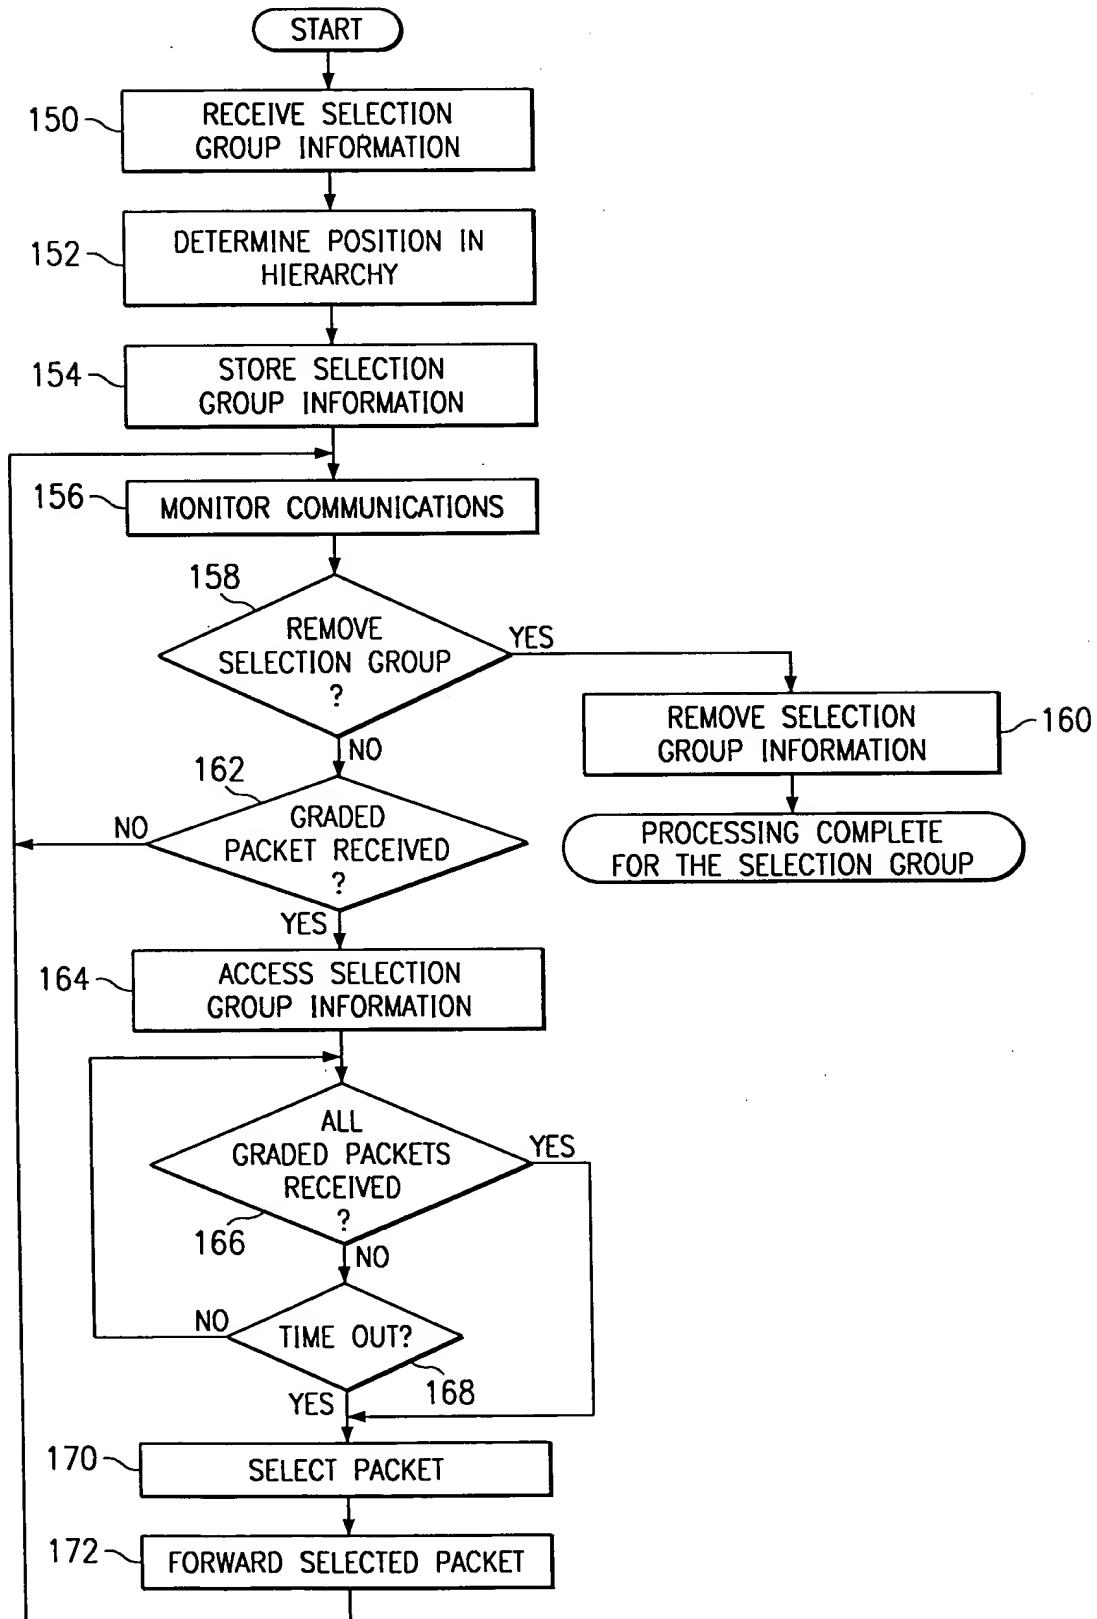 START
150
RECEIVE SELECTION
GROUP INFORMATION
152
DETERMINE POSITION IN
HIERARCHY
154
STORE SELECTION
GROUP INFORMATION
156
MONITOR COMMUNICATIONS
158
REMOVE
SELECTION GROUP
?
YES
NO
REMOVE SELECTION
GROUP INFORMATION
160
PROCESSING COMPLETE
FOR THE SELECTION GROUP
162
GRADED
PACKET RECEIVED
?
NO
YES
164
ACCESS SELECTION
GROUP INFORMATION
ALL
GRADED PACKETS
RECEIVED
?
166
YES
NO
TIME OUT?
168
NO
YES
170
SELECT PACKET
172
FORWARD SELECTED PACKET